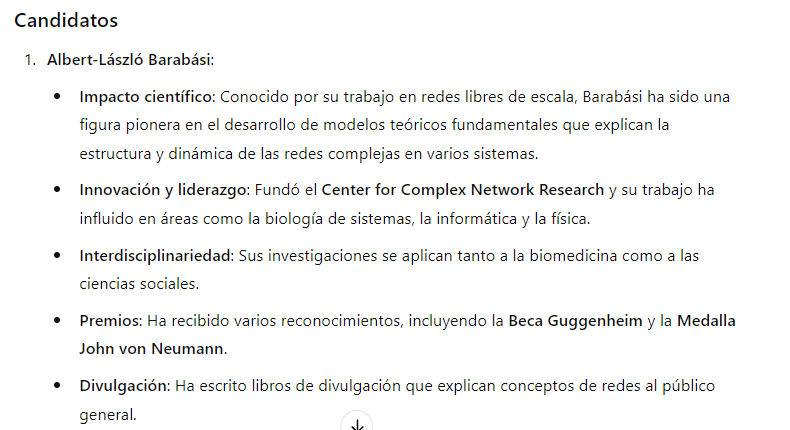 Candidatos
1. Albert-László Barabási:
• Impacto científico: Conocido por su trabajo en redes libres de escala, Barabási ha sido una
figura pionera en el desarrollo de modelos teóricos fundamentales que explican la
estructura y dinámica de las redes complejas en varios sistemas.
• Innovación y liderazgo: Fundó el Center for Complex Network Research y su trabajo ha
influido en áreas como la biología de sistemas, la informática y la física.
• Interdisciplinariedad: Sus investigaciones se aplican tanto a la biomedicina como a las
ciencias sociales.
• Premios: Ha recibido varios reconocimientos, incluyendo la Beca Guggenheim y la Medalla
John von Neumann.
• Divulgación: Ha escrito libros de divulgación que explican conceptos de redes al público
general.